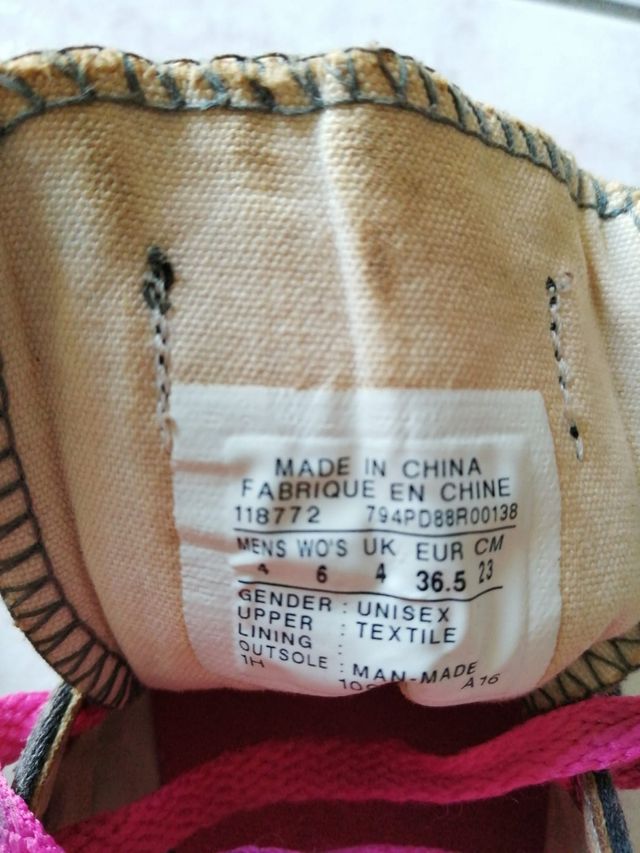 MADE IN CHINA
FABRIQUE EN CHINE
118772 794PD88R00138
MENS WO'S UK EUR CM
4 6 4 36.5 23
GENDER : UNISEX
UPPER : TEXTILE
LINING :
OUTSOLE : MAN-MADE
1H A16